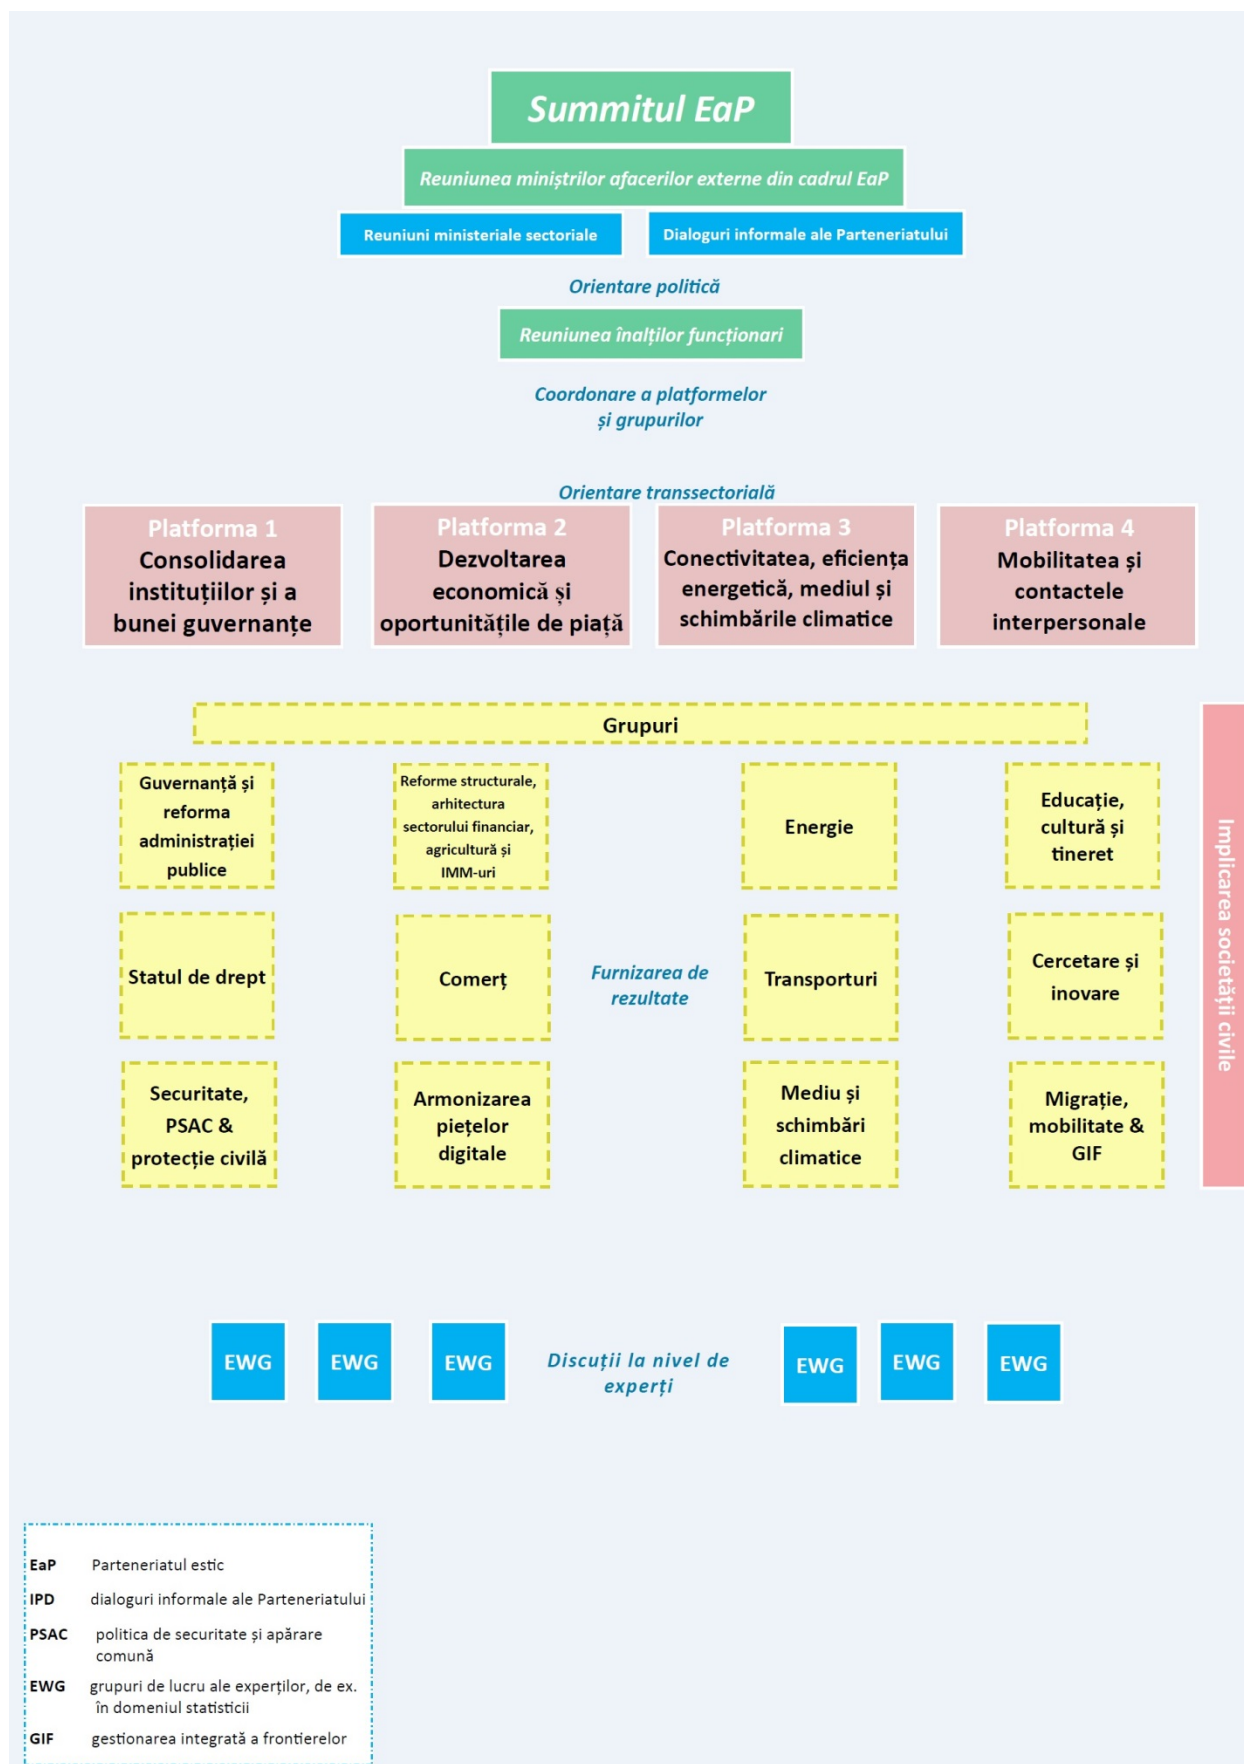 Summitul EaP
Reuniunea miniștrilor afacerilor externe din cadrul EaP
Reuniuni ministeriale sectoriale
Dialoguri informale ale Parteneriatului
Orientare politică
Reuniunea înalților funcționari
Coordonare a platformelor
și grupurilor
Orientare transsectorială
Platforma 1
Consolidarea
instituțiilor și a
bunei guvernanțe
Platforma 2
Dezvoltarea
economică și
oportunitățile de piață
Platforma 3
Conectivitatea, eficiența
energetică, mediul și
schimbările climatice
Platforma 4
Mobilitatea și
contactele
interpersonale
Grupuri
Guvernanță și
reforma
administrației
publice
Reforme structurale,
arhitectura
sectorului financiar,
agricultură și
IMM-uri
Energie
Educație,
cultură și
tineret
Statul de drept
Comerț
Furnizarea de
rezultate
Transporturi
Cercetare și
inovare
Securitate,
PSAC &
protecție civilă
Armonizarea
piețelor
digitale
Mediu și
schimbări
climatice
Migrație,
mobilitate &
GIF
Implicarea societății civile
EWG
EWG
EWG
Discuții la nivel de
experți
EWG
EWG
EWG
EaP Parteneriatul estic
IPD dialoguri informale ale Parteneriatului
PSAC politica de securitate și apărare
comună
EWG grupuri de lucru ale experților, de ex.
în domeniul statisticii
GIF gestionarea integrată a frontierelor